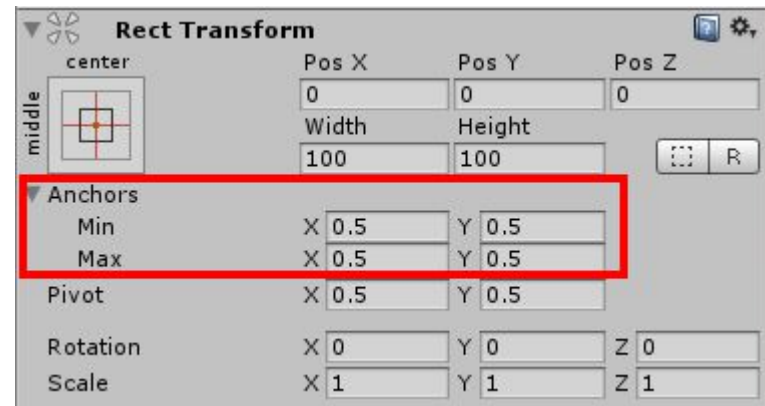 Rect Transform
center
Pos X Pos Y Pos Z
middle
0 0 0
Width Height
100 100 R
Anchors
Min X 0.5 Y 0.5
Max X 0.5 Y 0.5
Pivot X 0.5 Y 0.5
Rotation X 0 Y 0 Z 0
Scale X 1 Y 1 Z 1